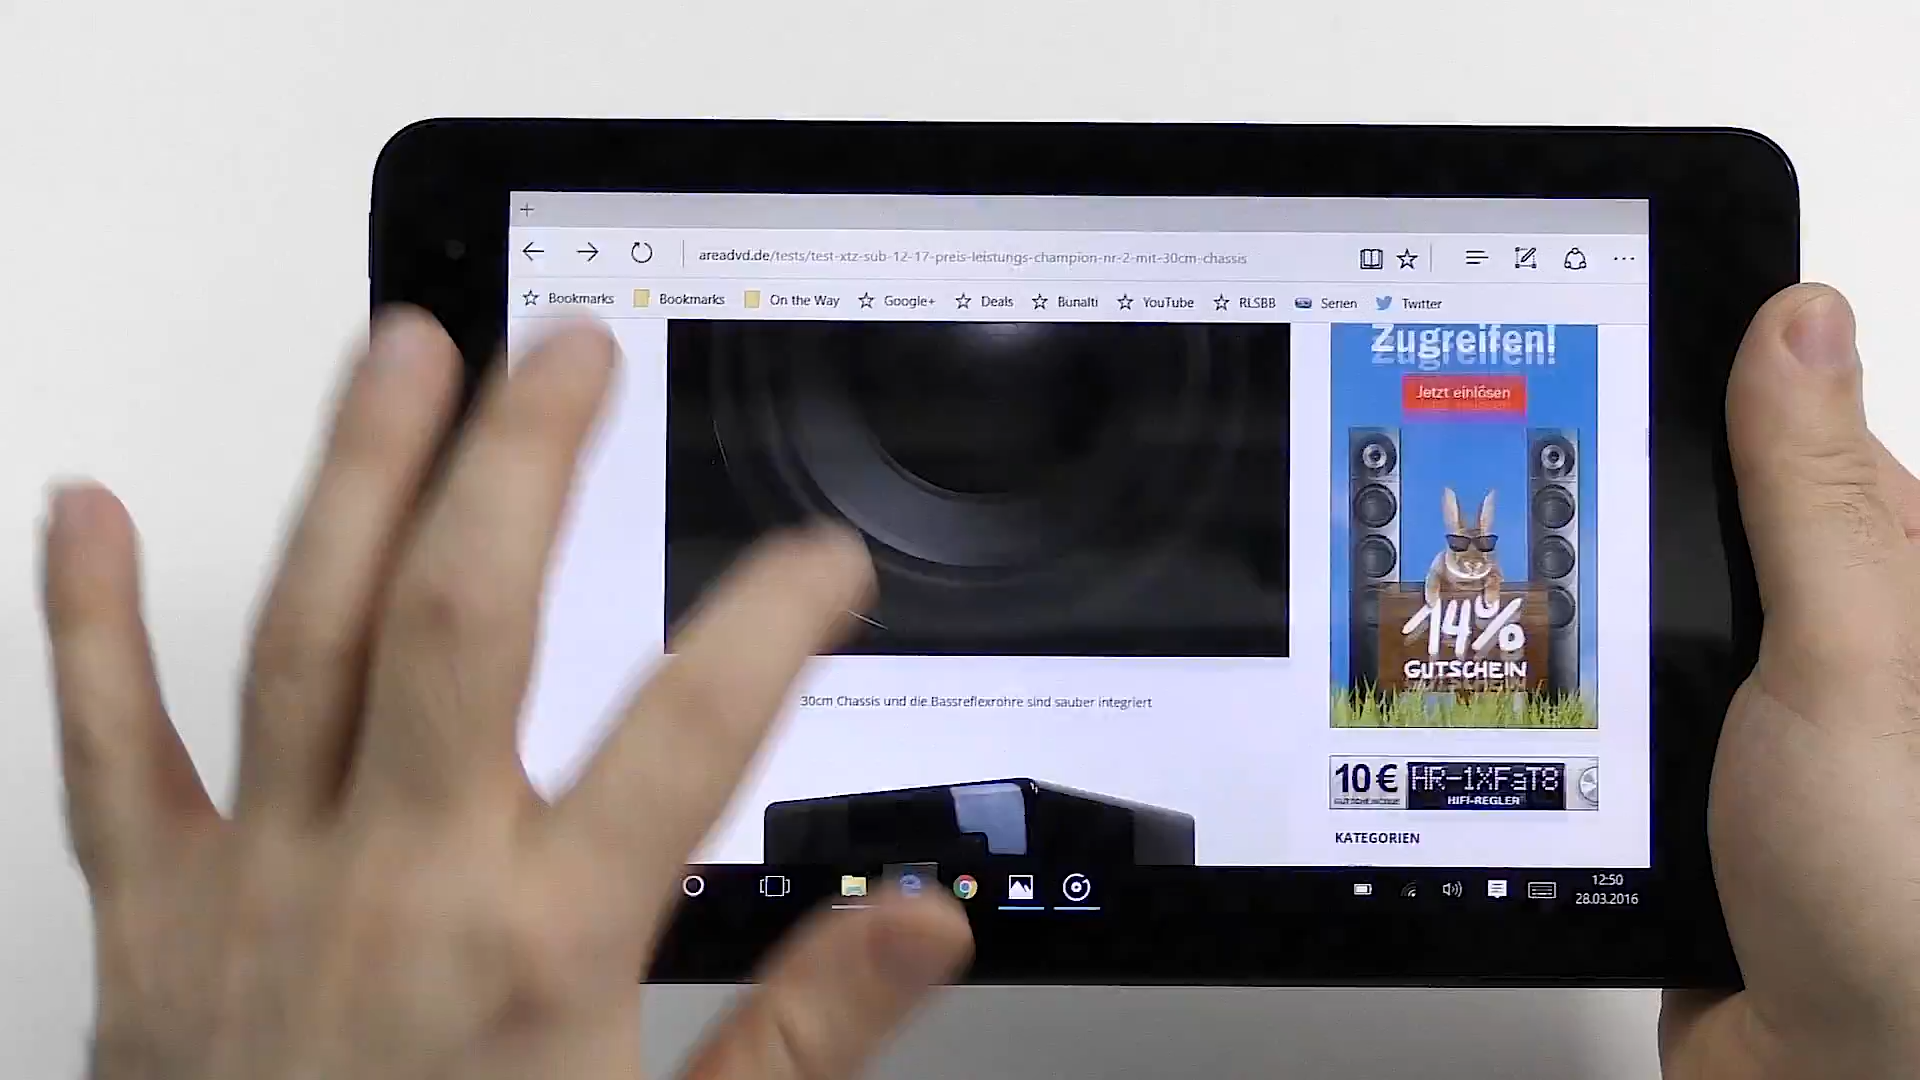 areadvd.de/tests/test-xtz-sub-12-17-preis-leistungs-champion-nr-2-mit-30cm-chassis
Bookmarks Bookmarks On the Way Google+ Deals Bunalti YouTube RLSBB Serien Twitter
Zugreifen!
Jetzt einlösen
14%
GUTSCHEIN
30cm Chassis und die Bassreflexrohre sind sauber integriert
10 € HR-1XFaT8
HIFI-REGLER
KATEGORIEN
12:50
28.03.2016